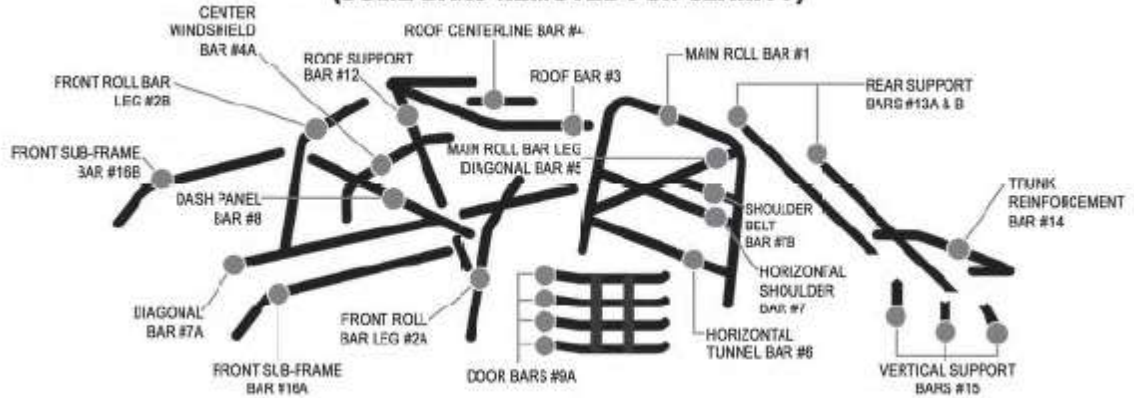 CENTER
WINDSHIELD
BAR #4A
ROOF CENTERLINE BAR #4
ROOF SUPPORT
BAR #12
MAIN ROLL BAR #1
FRONT ROLL BAR
LEG #2B
ROOF BAR #3
REAR SUPPORT
BARS #13A & B
FRONT SUB-FRAME
BAR #16B
MAIN ROLL BAR LEG
DIAGONAL BAR #5
DASH PANEL
BAR #8
TRUNK
REINFORCEMENT
BAR #14
SHOULDER
BELT
BAR #7B
HORIZONTAL
SHOULDER
BAR #7
DIAGONAL
BAR #7A
FRONT ROLL
BAR LEG #2A
HORIZONTAL
TUNNEL BAR #6
FRONT SUB-FRAME
BAR #16A
DOOR BARS #9A
VERTICAL SUPPORT
BARS #15